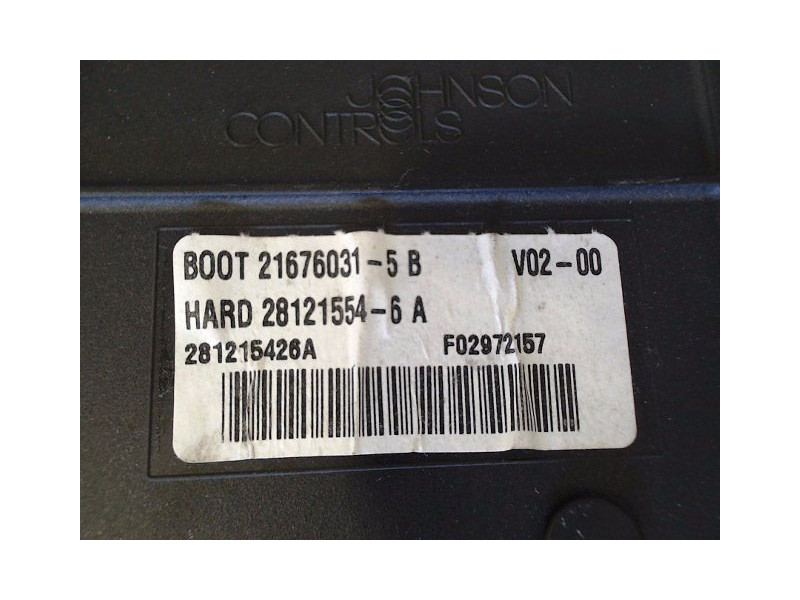 JOHNSON
CONTROLS
BOOT 21676031-5 B V02-00
HARD 28121554-6 A
281215426A F02972157